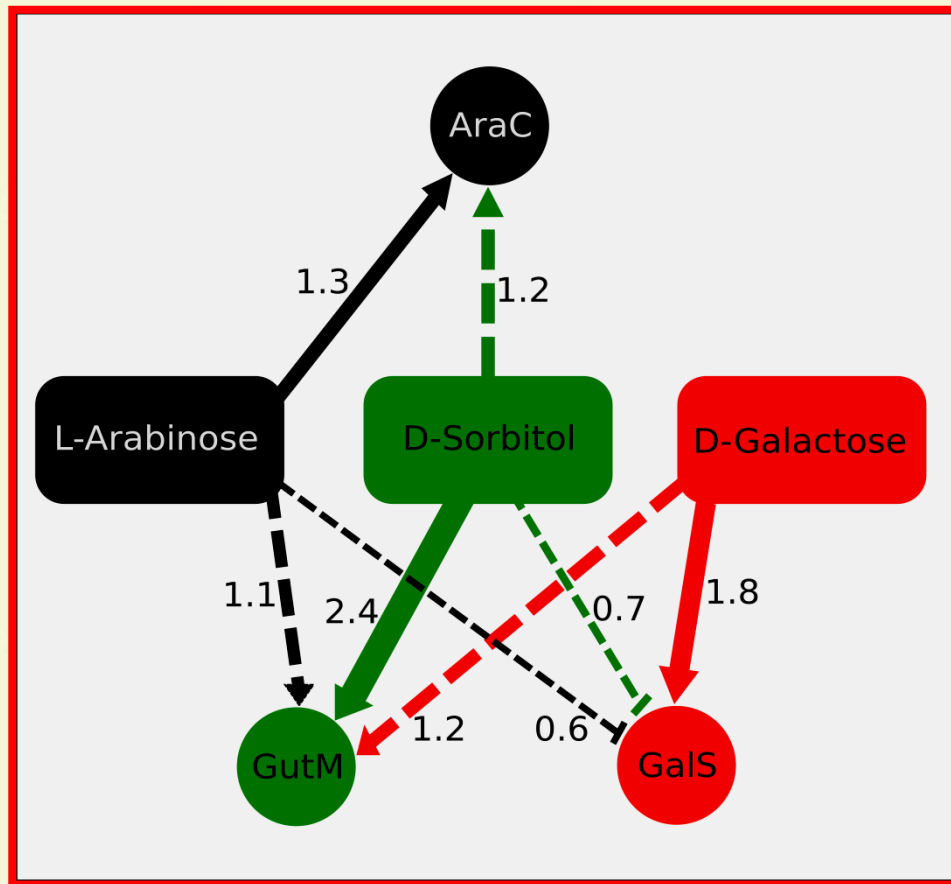 AraC
1.3
1.2
L-Arabinose
D-Sorbitol
D-Galactose
1.1
2.4
0.7
1.8
1.2
0.6
GutM
GalS